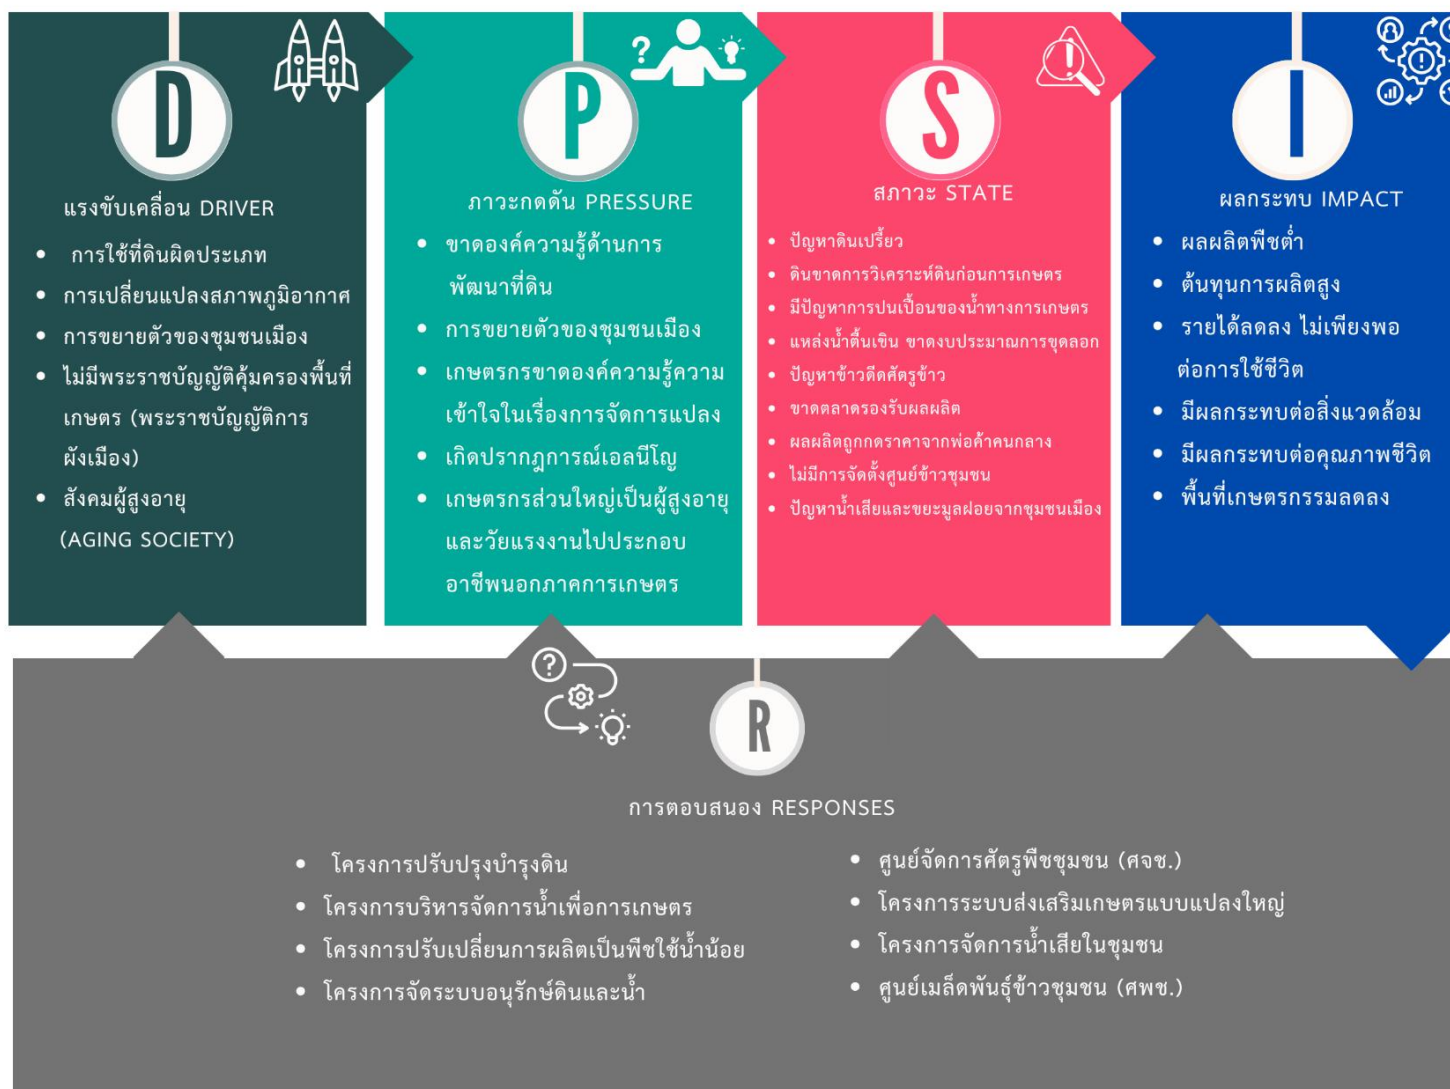 D
แรงขับเคลื่อน DRIVER
• การใช้ที่ดินผิดประเภท
• การเปลี่ยนแปลงสภาพภูมิอากาศ
• การขยายตัวของชุมชนเมือง
• ไม่มีพระราชบัญญัติคุ้มครองพื้นที่
เกษตร (พระราชบัญญัติการ
ผังเมือง)
• สังคมผู้สูงอายุ
(AGING SOCIETY)
?
P
ภาวะกดดัน PRESSURE
• ขาดองค์ความรู้ด้านการ
พัฒนาที่ดิน
• การขยายตัวของชุมชนเมือง
• เกษตรกรขาดองค์ความรู้ความ
เข้าใจในเรื่องการจัดการแปลง
• เกิดปรากฎการณ์เอลนีโญ
• เกษตรกรส่วนใหญ่เป็นผู้สูงอายุ
และวัยแรงงานไปประกอบ
อาชีพนอกภาคการเกษตร
S
สภาวะ STATE
• ปัญหาดินเปรี้ยว
• ดินขาดการวิเคราะห์ดินก่อนการเกษตร
• มีปัญหาการปนเปื้อนของน้ำทางการเกษตร
• แหล่งน้ำตื้นเขิน ขาดงบประมาณการขุดลอก
• ปัญหาข้าวดีดศัตรูข้าว
• ขาดตลาดรองรับผลผลิต
• ผลผลิตถูกกดราคาจากพ่อค้าคนกลาง
• ไม่มีการจัดตั้งศูนย์ข้าวชุมชน
• ปัญหาน้ำเสียและขยะมูลฝอยจากชุมชนเมือง
I
ผลกระทบ IMPACT
• ผลผลิตพืชต่ำ
• ต้นทุนการผลิตสูง
• รายได้ลดลง ไม่เพียงพอ
ต่อการใช้ชีวิต
• มีผลกระทบต่อสิ่งแวดล้อม
• มีผลกระทบต่อคุณภาพชีวิต
• พื้นที่เกษตรกรรมลดลง
?
R
การตอบสนอง RESPONSES
• โครงการปรับปรุงบำรุงดิน
• โครงการบริหารจัดการน้ำเพื่อการเกษตร
• โครงการปรับเปลี่ยนการผลิตเป็นพืชใช้น้ำน้อย
• โครงการจัดระบบอนุรักษ์ดินและน้ำ
• ศูนย์จัดการศัตรูพืชชุมชน (ศจช.)
• โครงการระบบส่งเสริมเกษตรแบบแปลงใหญ่
• โครงการจัดการน้ำเสียในชุมชน
• ศูนย์เมล็ดพันธุ์ข้าวชุมชน (ศพช.)